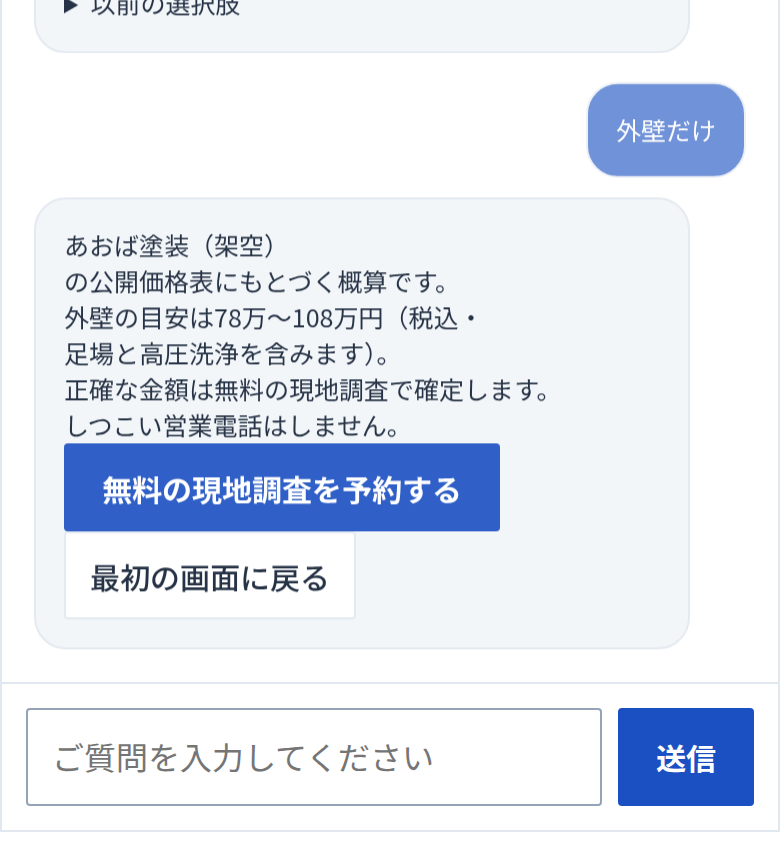 ▶ 以前の選択肢
外壁だけ
あおば塗装（架空）
の公開価格表にもとづく概算です。
外壁の目安は78万〜108万円（税込・
足場と高圧洗浄を含みます）。
正確な金額は無料の現地調査で確定します。
しつこい営業電話はしません。
無料の現地調査を予約する
最初の画面に戻る
ご質問を入力してください
送信